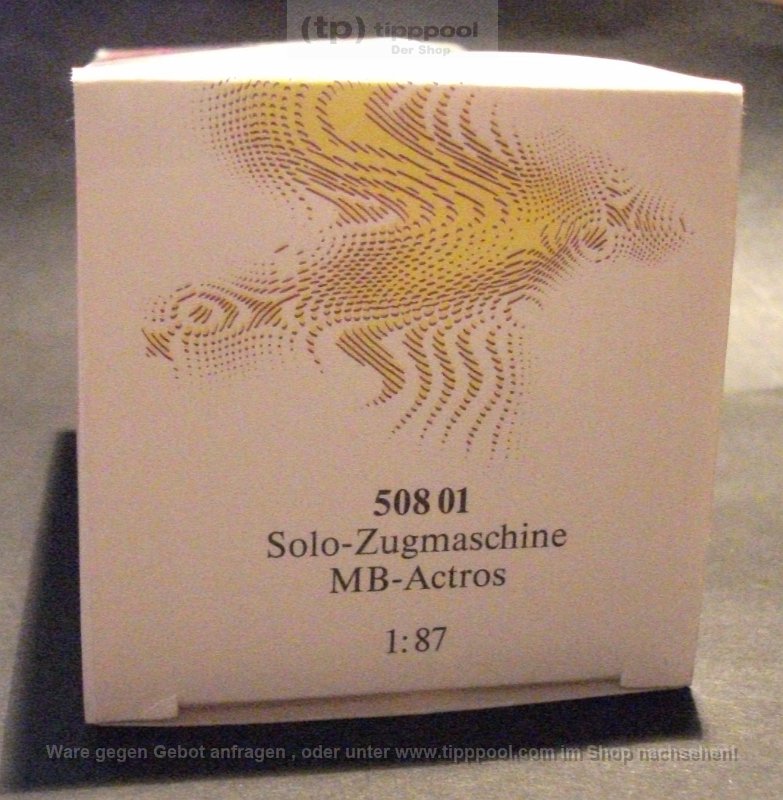 (tp) tipppool
Der Shop
508 01
Solo-Zugmaschine
MB-Actros
1:87
Ware gegen Gebot anfragen , oder unter www.tipppool.com im Shop nachsehen!